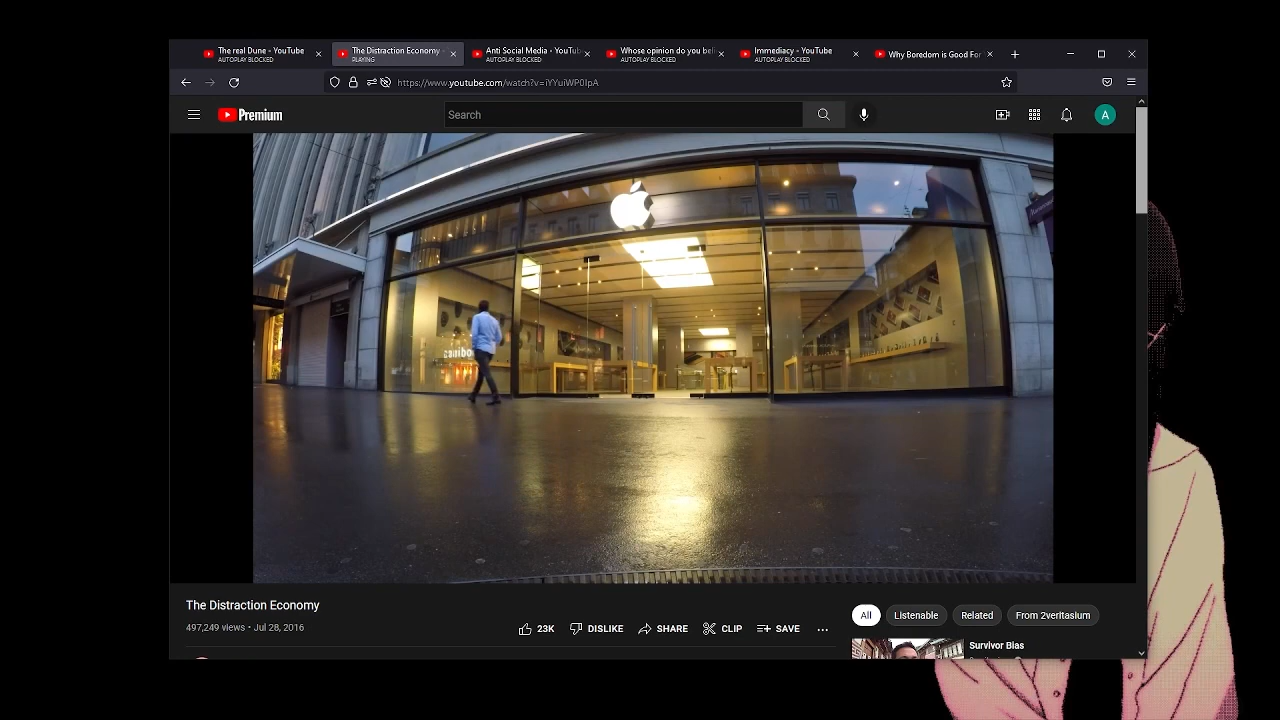 The real Dune - YouTube
AUTOPLAY BLOCKED
The Distraction Economy -
PLAYING
Anti Social Media - YouTub
AUTOPLAY BLOCKED
Whose opinion do you beli
AUTOPLAY BLOCKED
Immediacy - YouTube
AUTOPLAY BLOCKED
Why Boredom is Good For
https://www.youtube.com/watch?v=iYYuiWP0IpA
Premium
Search
A
The Distraction Economy
497,249 views • Jul 28, 2016
23K
DISLIKE
SHARE
CLIP
SAVE
All
Listenable
Related
From 2veritasium
Survivor Bias